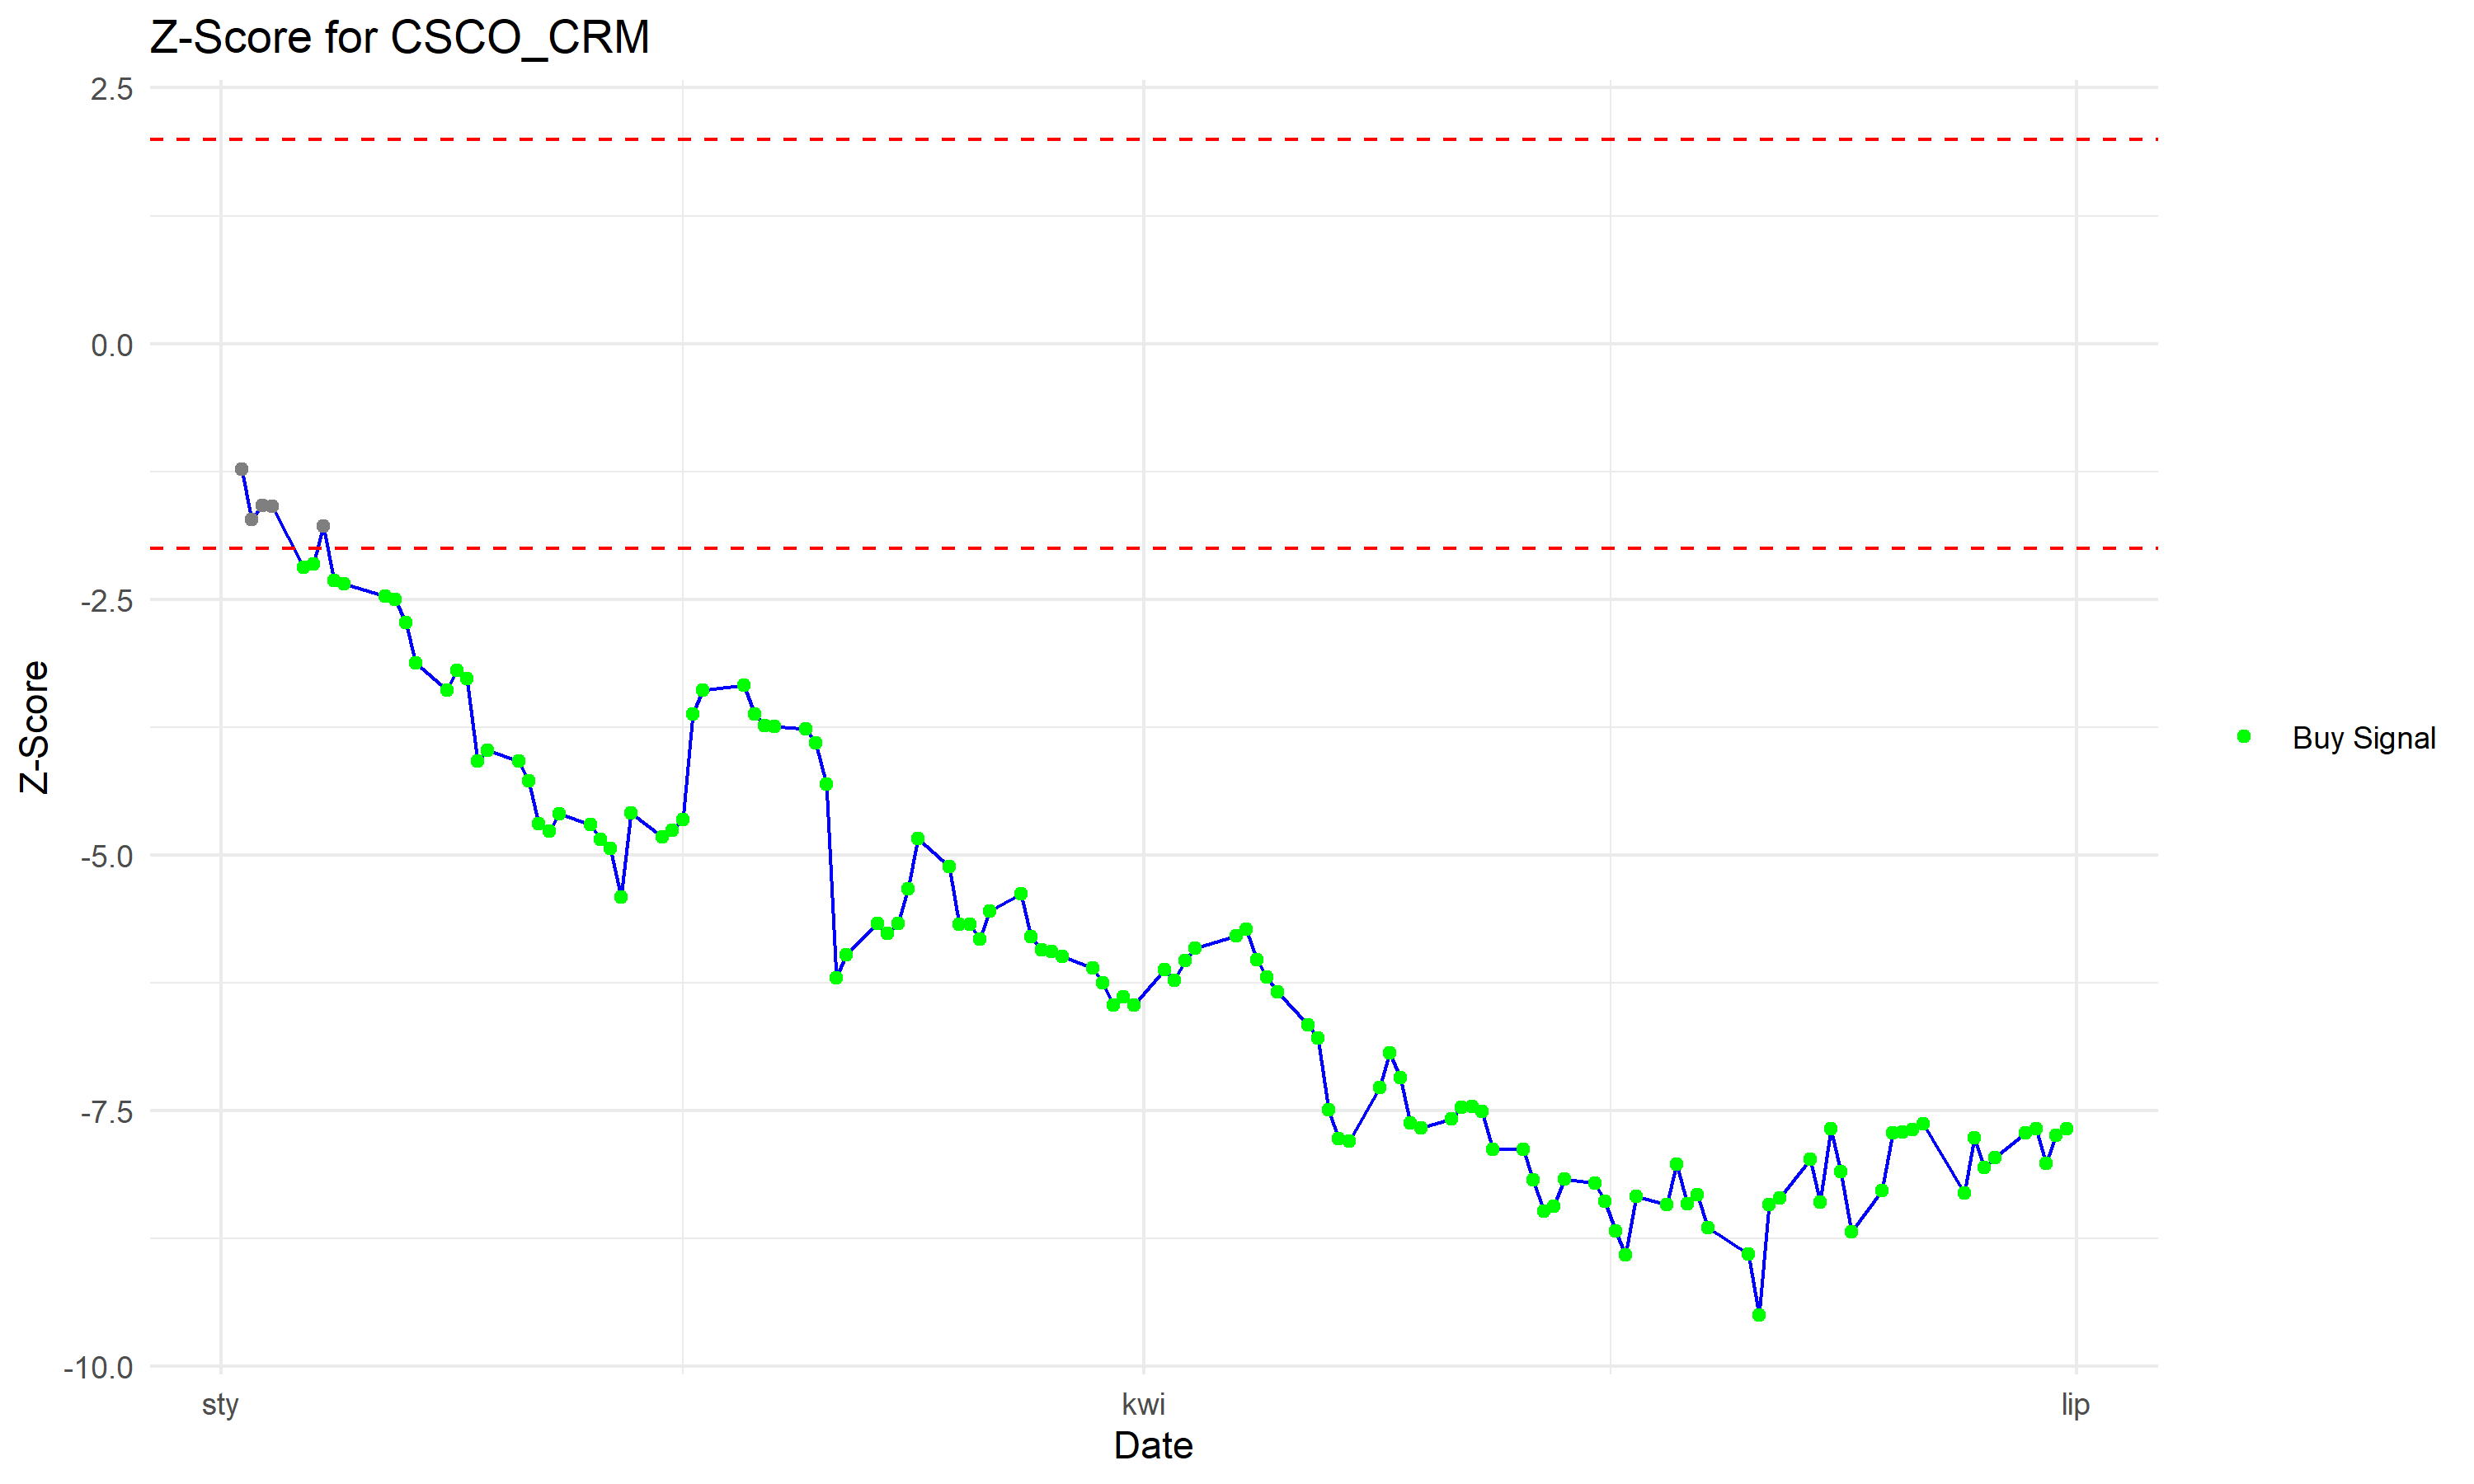 Z-Score for CSCO_CRM
2.5
0.0
-2.5
-5.0
-7.5
-10.0
Z-Score
sty
kwi
lip
Date
Buy Signal